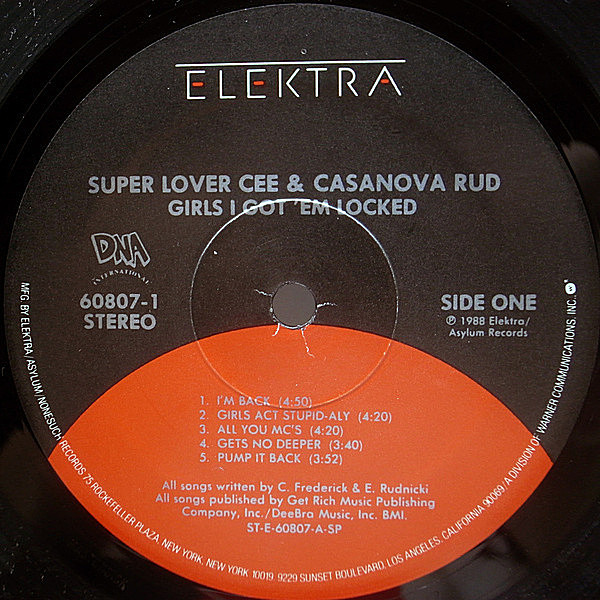 ELEKTRA
SUPER LOVER CEE & CASANOVA RUD
GIRLS I GOT 'EM LOCKED
DNA
INTERNATIONAL
60807-1
STEREO
SIDE ONE
℗ 1988 Elektra/
Asylum Records
1. I'M BACK (4:50)
2. GIRLS ACT STUPID-ALY (4:20)
3. ALL YOU MC'S (4:20)
4. GETS NO DEEPER (3:40)
5. PUMP IT BACK (3:52)
All songs written by C. Frederick & E. Rudnicki
All songs published by Get Rich Music Publishing
Company, Inc./DeeBra Music, Inc. BMI.
ST-E-60807-A-SP
MFG. BY ELEKTRA/ASYLUM/NONESUCH RECORDS 75 ROCKEFELLER PLAZA, NEW YORK, NEW YORK 10019. 9229 SUNSET BOULEVARD. LOS ANGELES, CALIFORNIA 90069/A DIVISION OF WARNER COMMUNICATIONS, INC.